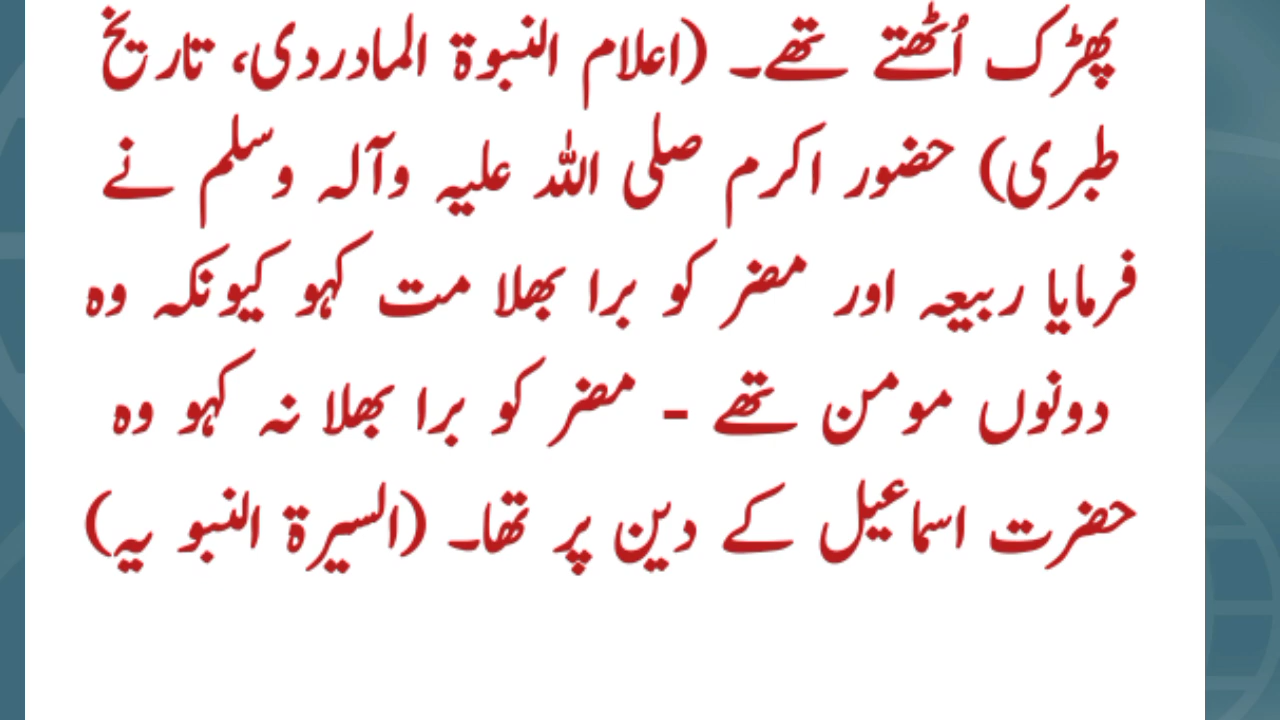 پھڑک اُٹھتے تھے۔ (اعلام النبوۃ المادردی، تاریخ
طبری) حضور اکرم صلی اللہ علیہ وآلہ وسلم نے
فرمایا ربیعہ اور مضر کو برا بھلا مت کہو کیونکہ وہ
دونوں مومن تھے - مضر کو برا بھلا نہ کہو وہ
حضرت اسماعیل کے دین پر تھا۔ (السیرۃ النبو یہ)